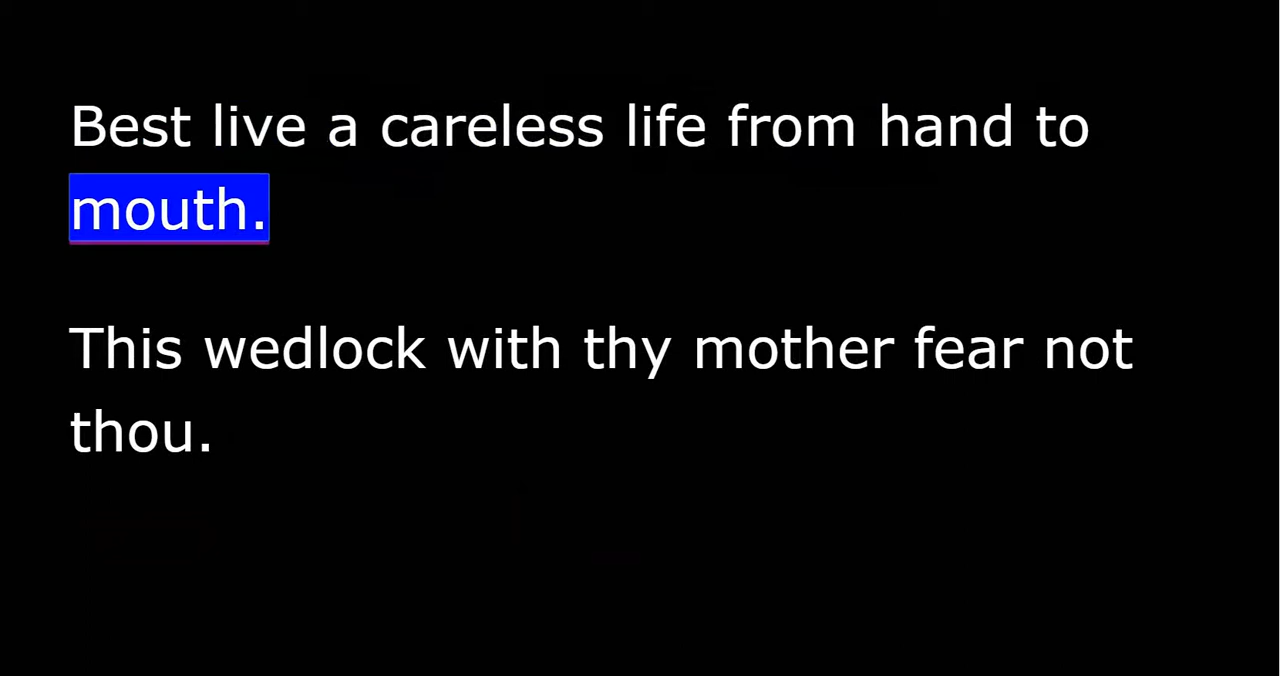 Best live a careless life from hand to
mouth.
This wedlock with thy mother fear not
thou.